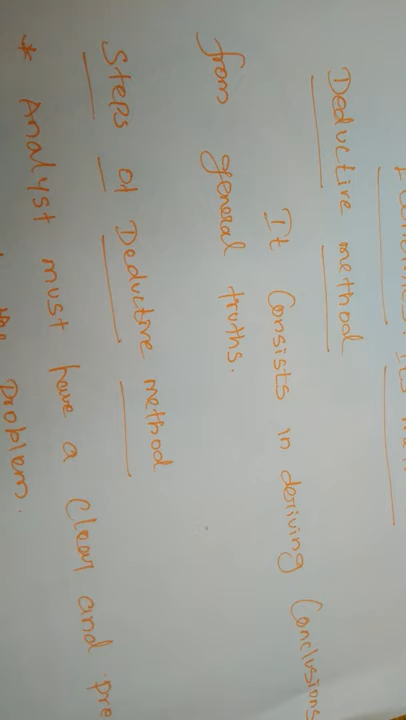 Deductive method
It Consists in deriving Conclusions
from general truths.
Steps of Deductive method
* Analyst must have a Clear and
the Problem.